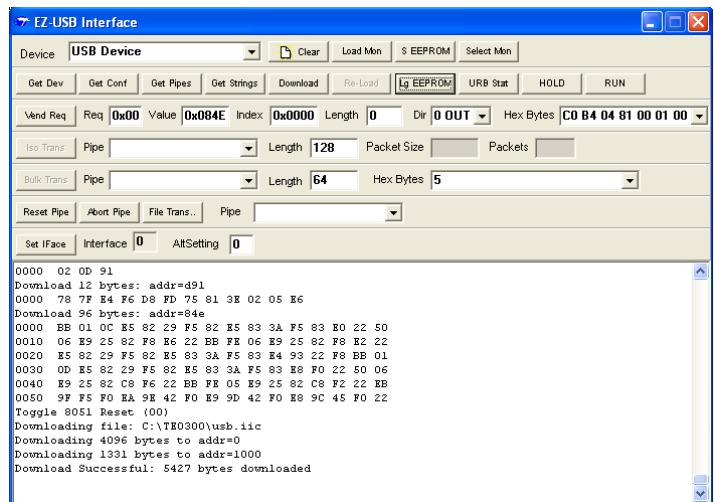 EZ-USB Interface
Device USB Device Clear Load Mon S EEPROM Select Mon
Get Dev Get Conf Get Pipes Get Strings Download Re-Load Lg EEPROM URB Stat HOLD RUN
Vend Req Req 0x00 Value 0x084E Index 0x0000 Length 0 Dir 0 OUT Hex Bytes C0 B4 04 81 00 01 00
Iso Trans Pipe Length 128 Packet Size Packets
Bulk Trans Pipe Length 64 Hex Bytes 5
Reset Pipe Abort Pipe File Trans.. Pipe
Set IFace Interface 0 AltSetting 0
0000 02 0D 91
Download 12 bytes: addr=d91
0000 78 7F E4 F6 D8 FD 75 81 3E 02 05 E6
Download 96 bytes: addr=84e
0000 BB 01 0C E5 82 29 F5 82 E5 83 3A F5 83 E0 22 50
0010 06 E9 25 82 F8 E6 22 BB FE 06 E9 25 82 F8 E2 22
0020 E5 82 29 F5 82 E5 83 3A F5 83 E4 93 22 F8 BB 01
0030 0D E5 82 29 F5 82 E5 83 3A F5 83 E8 F0 22 50 06
0040 E9 25 82 C8 F6 22 BB FE 05 E9 25 82 C8 F2 22 EB
0050 9F F5 F0 EA 9E 42 F0 E9 9D 42 F0 E8 9C 45 F0 22
Toggle 8051 Reset (00)
Downloading file: C:\TE0300\usb.iic
Downloading 4096 bytes to addr=0
Downloading 1331 bytes to addr=1000
Download Successful: 5427 bytes downloaded